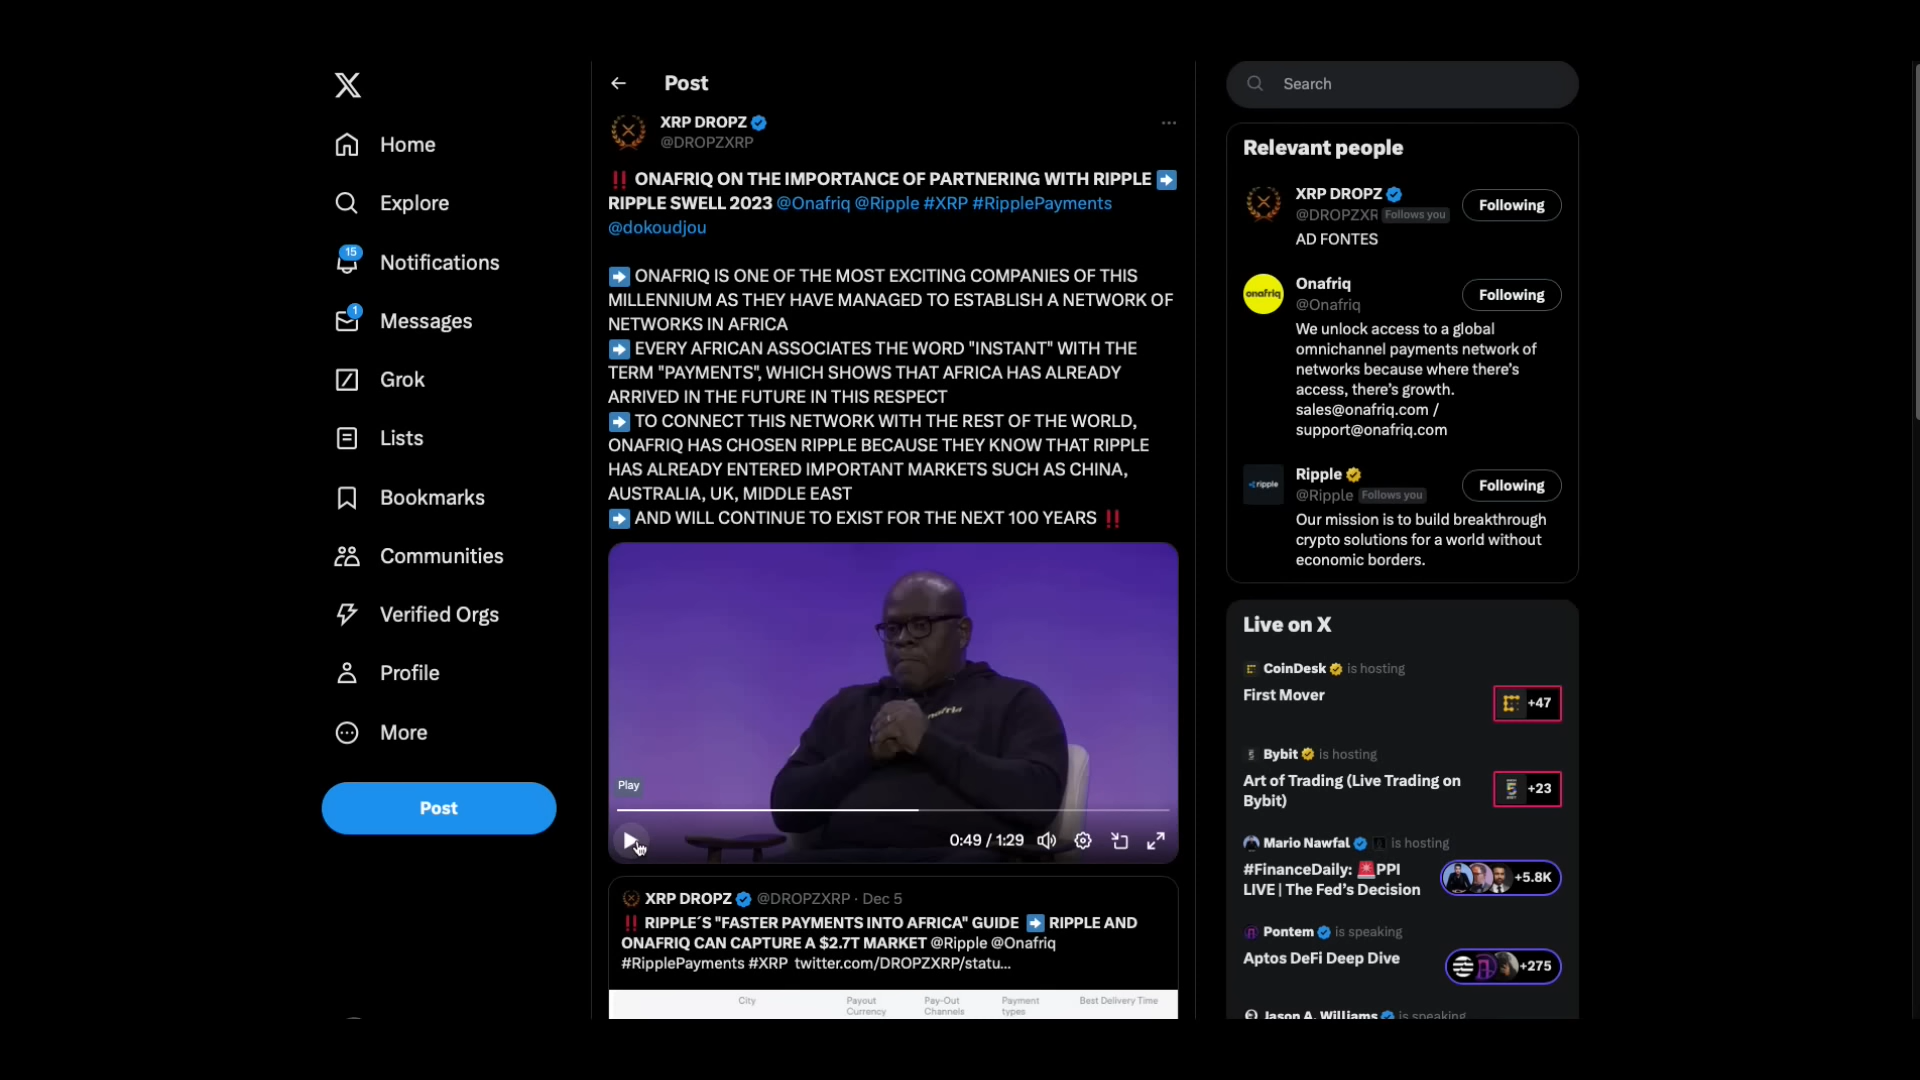 Home
Explore
15
Notifications
1
Messages
Grok
Lists
Bookmarks
Communities
Verified Orgs
Profile
More
Post
Post
XRP DROPZ
@DROPZXRP
‼ ONAFRIQ ON THE IMPORTANCE OF PARTNERING WITH RIPPLE ➡
RIPPLE SWELL 2023 @Onafriq @Ripple #XRP #RipplePayments
@dokoudjou
➡ ONAFRIQ IS ONE OF THE MOST EXCITING COMPANIES OF THIS
MILLENNIUM AS THEY HAVE MANAGED TO ESTABLISH A NETWORK OF
NETWORKS IN AFRICA
➡ EVERY AFRICAN ASSOCIATES THE WORD "INSTANT" WITH THE
TERM "PAYMENTS", WHICH SHOWS THAT AFRICA HAS ALREADY
ARRIVED IN THE FUTURE IN THIS RESPECT
➡ TO CONNECT THIS NETWORK WITH THE REST OF THE WORLD,
ONAFRIQ HAS CHOSEN RIPPLE BECAUSE THEY KNOW THAT RIPPLE
HAS ALREADY ENTERED IMPORTANT MARKETS SUCH AS CHINA,
AUSTRALIA, UK, MIDDLE EAST
➡ AND WILL CONTINUE TO EXIST FOR THE NEXT 100 YEARS ‼
onafriq
Play
0:49 / 1:29
XRP DROPZ @DROPZXRP · Dec 5
‼ RIPPLE´S "FASTER PAYMENTS INTO AFRICA" GUIDE ➡ RIPPLE AND
ONAFRIQ CAN CAPTURE A $2.7T MARKET @Ripple @Onafriq
#RipplePayments #XRP twitter.com/DROPZXRP/statu...
City Payout Pay-Out Payment Best Delivery Time
Currency Channels types
Search
Relevant people
XRP DROPZ
@DROPZXR Follows you
Following
AD FONTES
onafriq
Onafriq
@Onafriq
Following
We unlock access to a global
omnichannel payments network of
networks because where there's
access, there's growth.
sales@onafriq.com /
support@onafriq.com
ripple
Ripple
@Ripple Follows you
Following
Our mission is to build breakthrough
crypto solutions for a world without
economic borders.
Live on X
CoinDesk is hosting
First Mover
+47
Bybit is hosting
Art of Trading (Live Trading on
Bybit)
+23
Mario Nawfal is hosting
#FinanceDaily: 🚨PPI
LIVE | The Fed's Decision
+5.8K
Pontem is speaking
Aptos DeFi Deep Dive
+275
Jason A. Williams is speaking